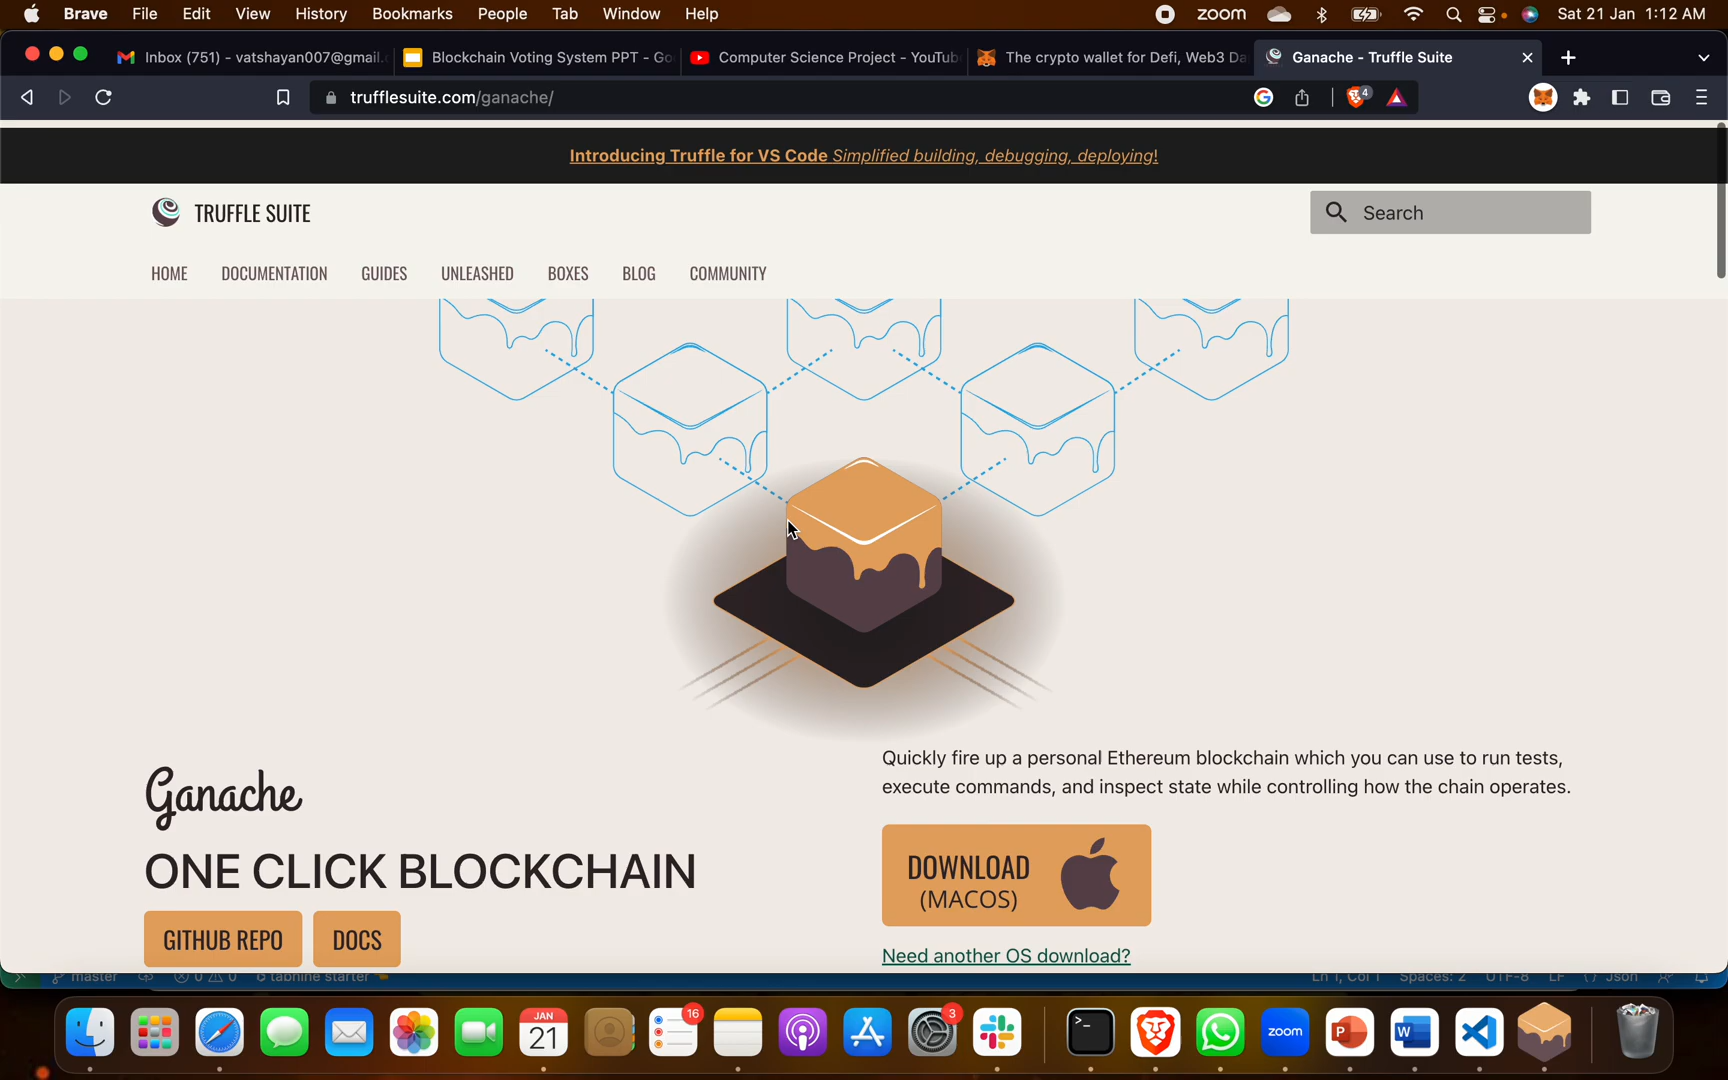 Brave File Edit View History Bookmarks People Tab Window Help zoom Sat 21 Jan 1:12 AM
Inbox (751) - vatshayan007@gmail. Blockchain Voting System PPT - Go Computer Science Project - YouTub The crypto wallet for Defi, Web3 Da Ganache - Truffle Suite
trufflesuite.com/ganache/ 4
Introducing Truffle for VS Code Simplified building, debugging, deploying!
TRUFFLE SUITE Search
HOME DOCUMENTATION GUIDES UNLEASHED BOXES BLOG COMMUNITY
Quickly fire up a personal Ethereum blockchain which you can use to run tests,
execute commands, and inspect state while controlling how the chain operates.
Ganache
ONE CLICK BLOCKCHAIN
DOWNLOAD
(MACOS)
GITHUB REPO DOCS
Need another OS download?
master 0 0 tabnine starter Ln 1, Col 1 Spaces: 2 UTF-8 LF {} Json
JAN
21
16
3
zoom
P
W